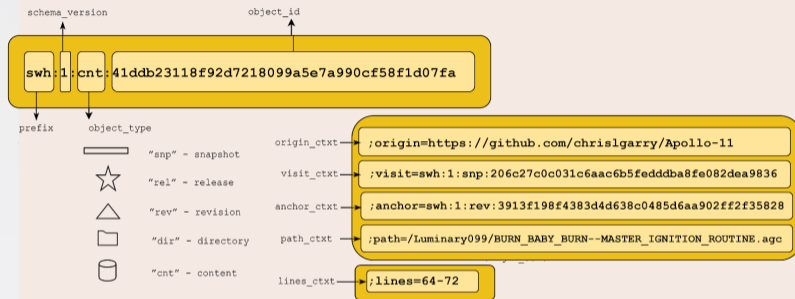 schema_version
object_id
swh:1:cnt:41ddb23118f92d7218099a5e7a990cf58f1d07fa
prefix
object_type
"snp" - snapshot
"rel" - release
"rev" - revision
"dir" - directory
"cnt" - content
origin_ctxt
;origin=https://github.com/chrislgarry/Apollo-11
visit_ctxt
;visit=swh:1:snp:206c27c0c031c6aac6b5fedddba8fe082dea9836
anchor_ctxt
;anchor=swh:1:rev:3913f198f4383d4d638c0485d6aa902ff2f35828
path_ctxt
;path=/Luminary099/BURN_BABY_BURN--MASTER_IGNITION_ROUTINE.agc
lines_ctxt
;lines=64-72